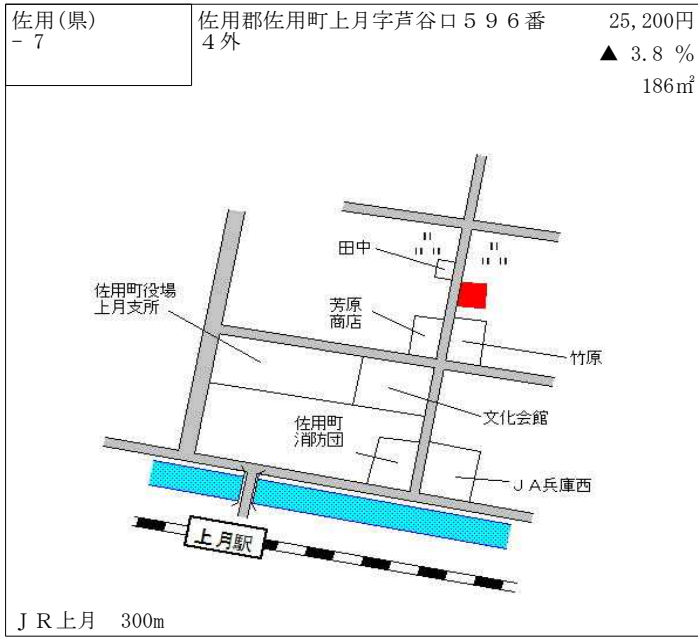 佐用(県)
- 7
佐用郡佐用町上月字芦谷口５９６番
４外
25,200円
▲ 3.8 %
186㎡
田中
佐用町役場
上月支所
芳原
商店
竹原
文化会館
佐用町
消防団
ＪＡ兵庫西
上月駅
ＪＲ上月　300m